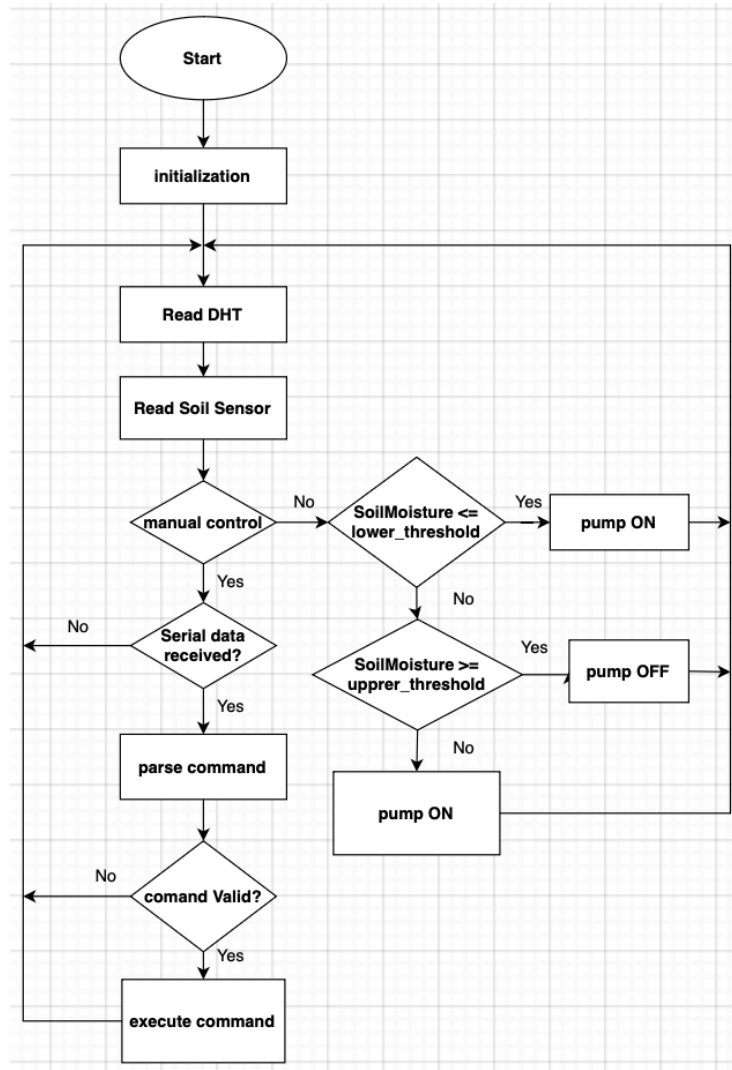 Start
initialization
Read DHT
Read Soil Sensor
manual control
No
SoilMoisture <=
lower_threshold
Yes
pump ON
Yes
No
No
Serial data
received?
SoilMoisture >=
upprer_threshold
Yes
pump OFF
Yes
No
parse command
pump ON
No
comand Valid?
Yes
execute command